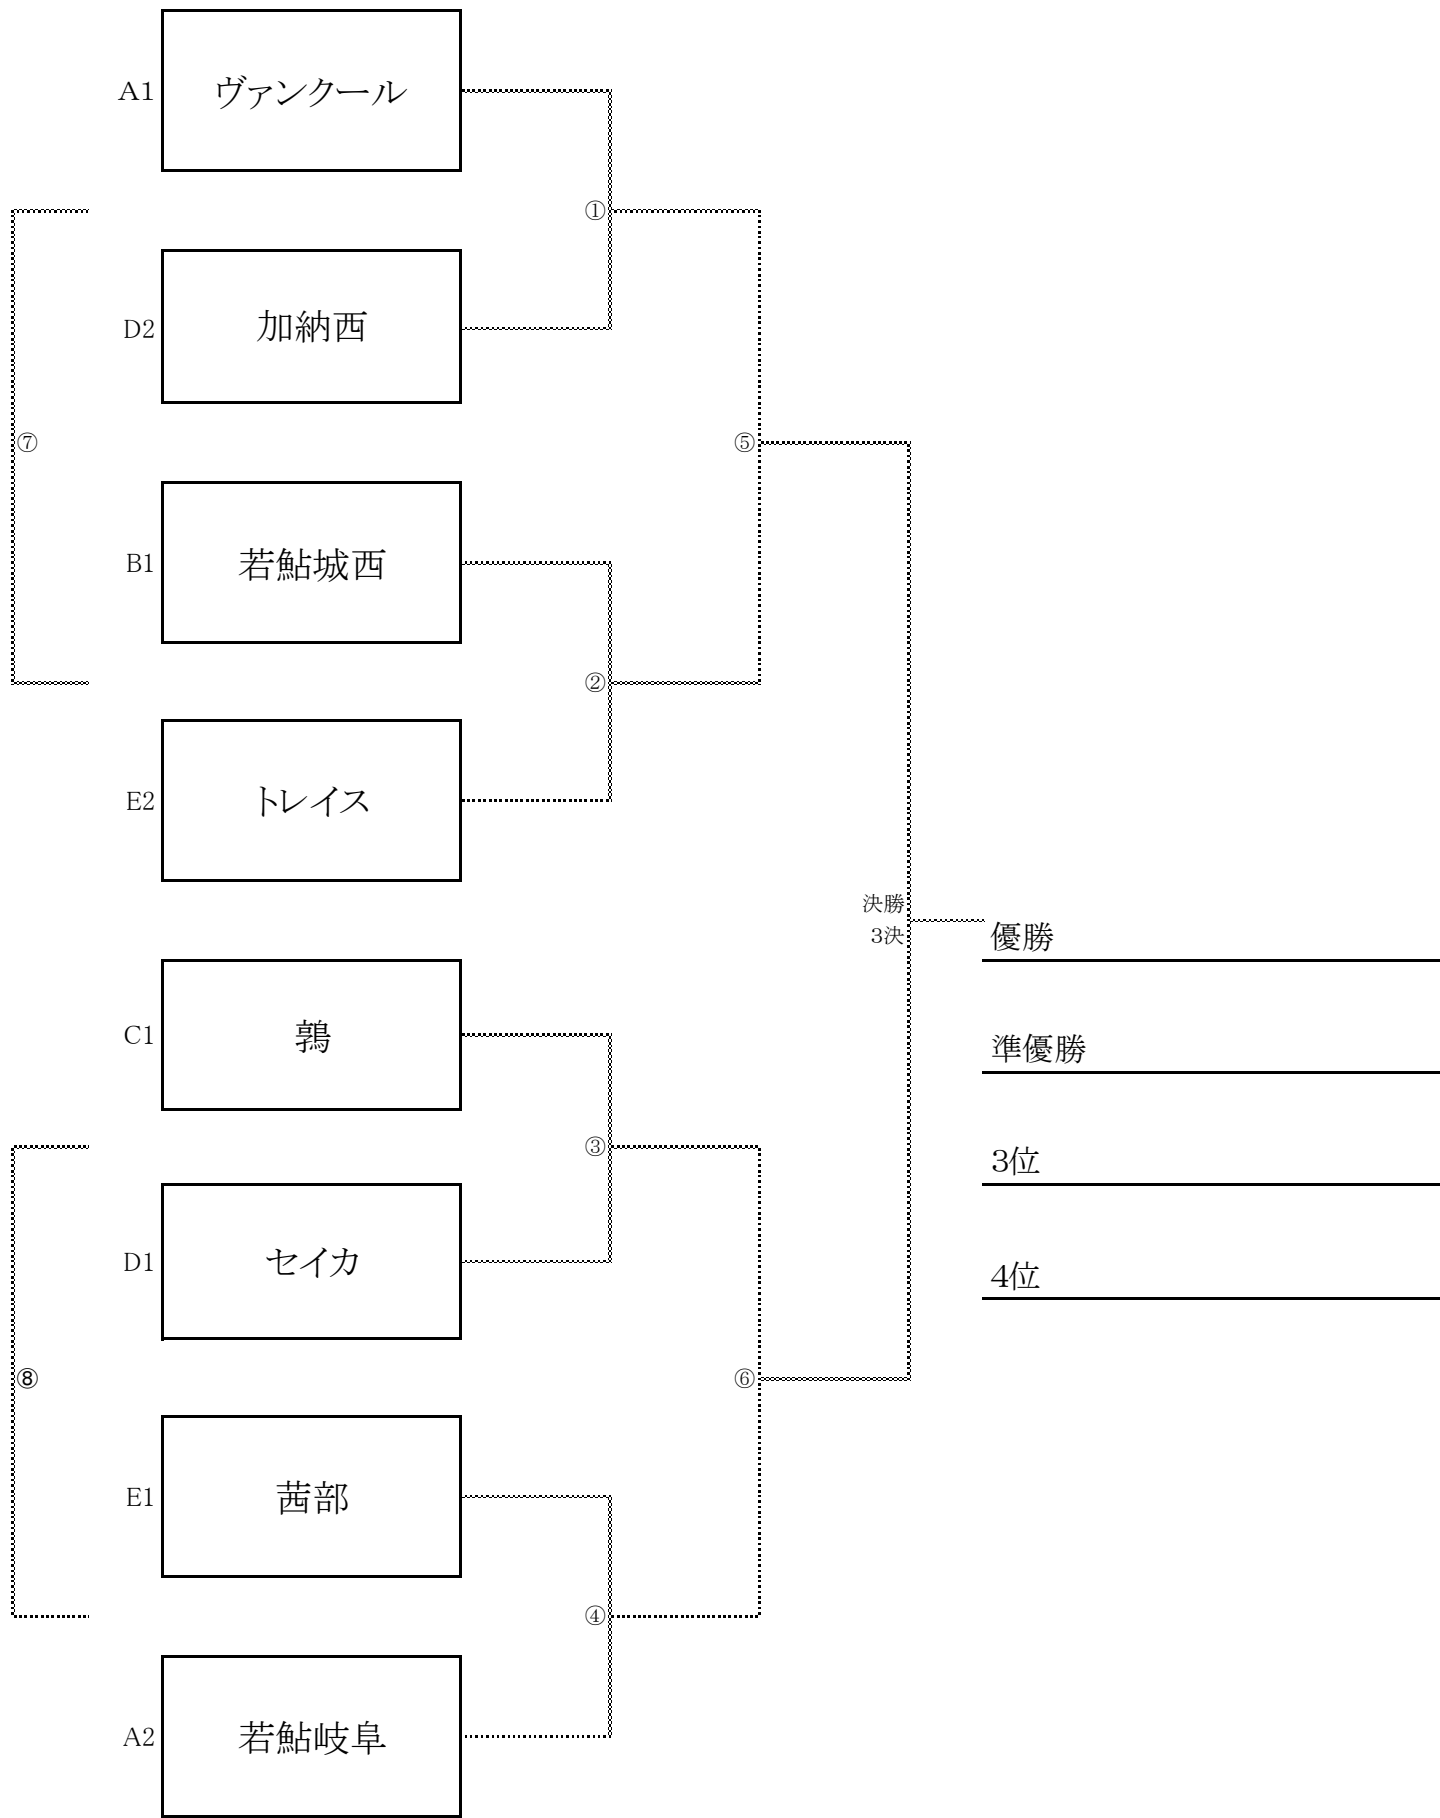 A1
ヴァンクール
①
D2
加納西
⑦
⑤
B1
若鮎城西
②
E2
トレイス
決勝
3決
優勝
C1
鶉
準優勝
③
3位
D1
セイカ
4位
⑧
⑥
E1
茜部
④
A2
若鮎岐阜